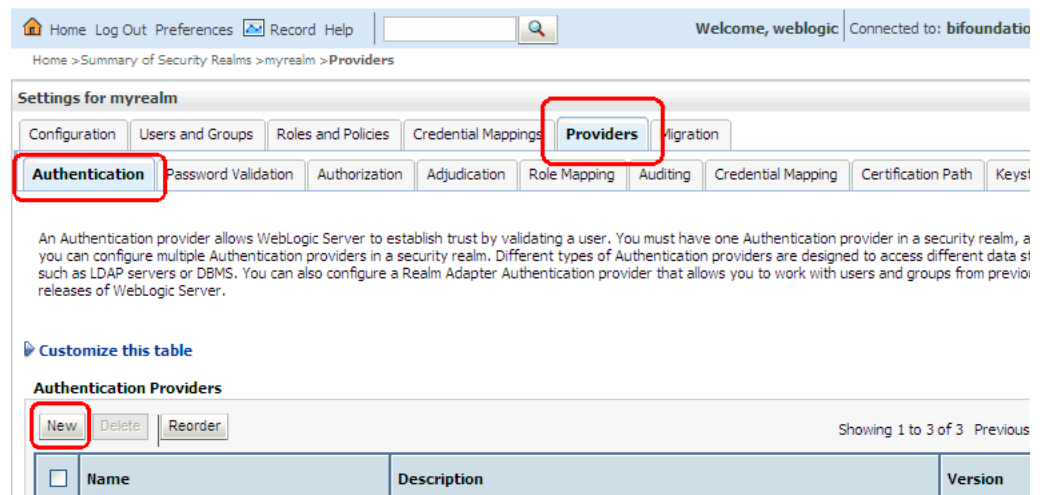 Home Log Out Preferences Record Help
Welcome, weblogic Connected to: bifoundatio
Home >Summary of Security Realms >myrealm >Providers
Settings for myrealm
Configuration Users and Groups Roles and Policies Credential Mappings Providers Migration
Authentication Password Validation Authorization Adjudication Role Mapping Auditing Credential Mapping Certification Path Keyst
An Authentication provider allows WebLogic Server to establish trust by validating a user. You must have one Authentication provider in a security realm, a
you can configure multiple Authentication providers in a security realm. Different types of Authentication providers are designed to access different data st
such as LDAP servers or DBMS. You can also configure a Realm Adapter Authentication provider that allows you to work with users and groups from previou
releases of WebLogic Server.
Customize this table
Authentication Providers
New Delete Reorder
Showing 1 to 3 of 3 Previous
Name Description Version